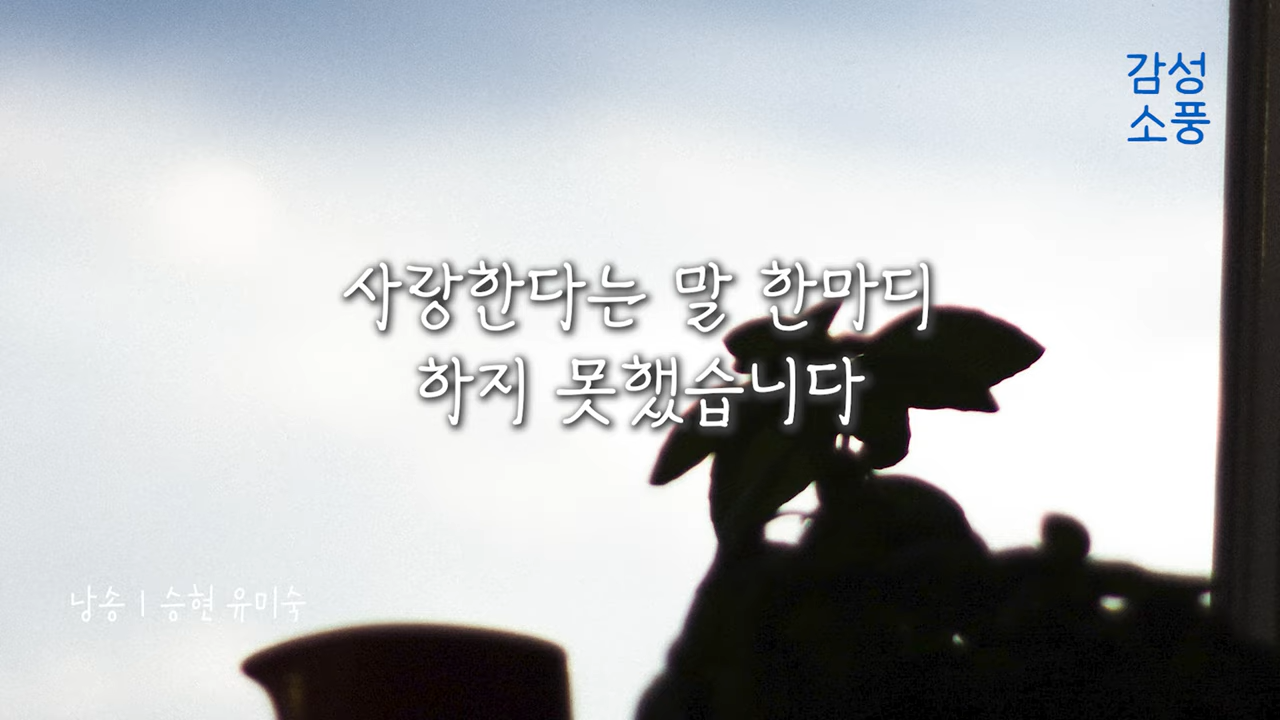 감성
소풍
사랑한다는 말 한마디
하지 못했습니다
낭송 | 승현 유미숙